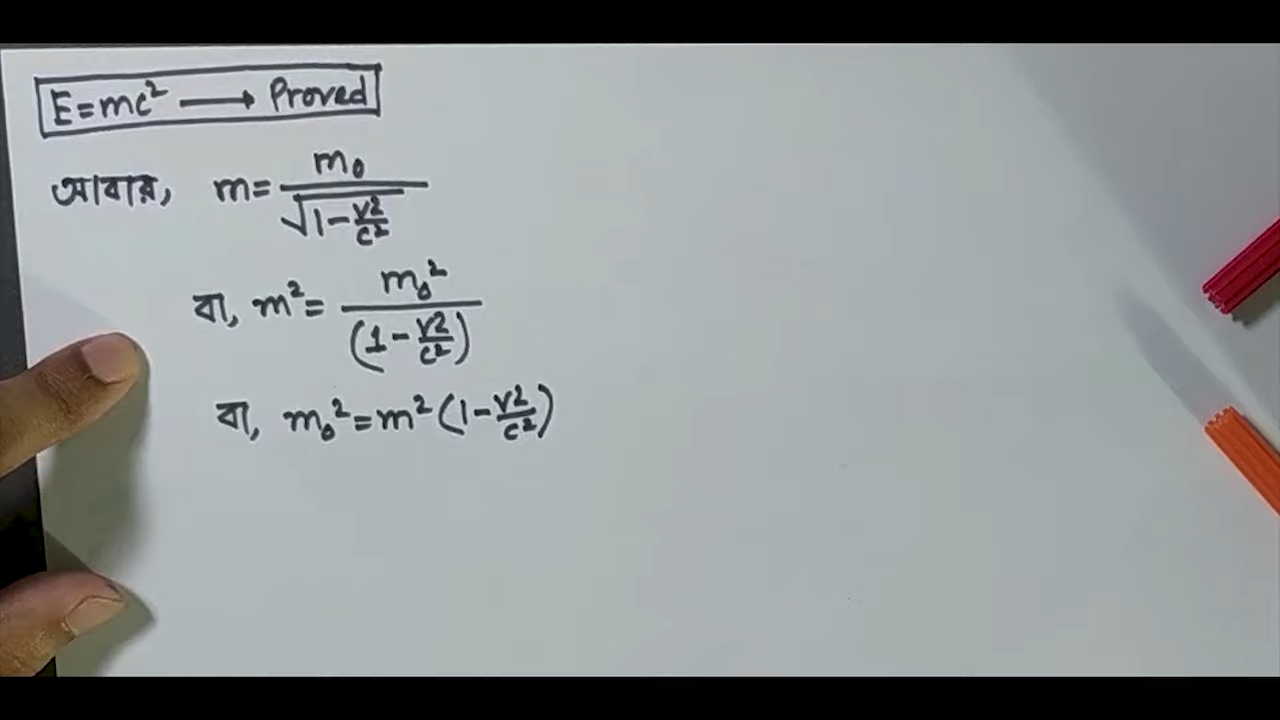 E=mc² ⟶ Proved
আবার, m = m₀ / √(1 - v²/c²)
বা, m² = m₀² / (1 - v²/c²)
বা, m₀² = m² (1 - v²/c²)